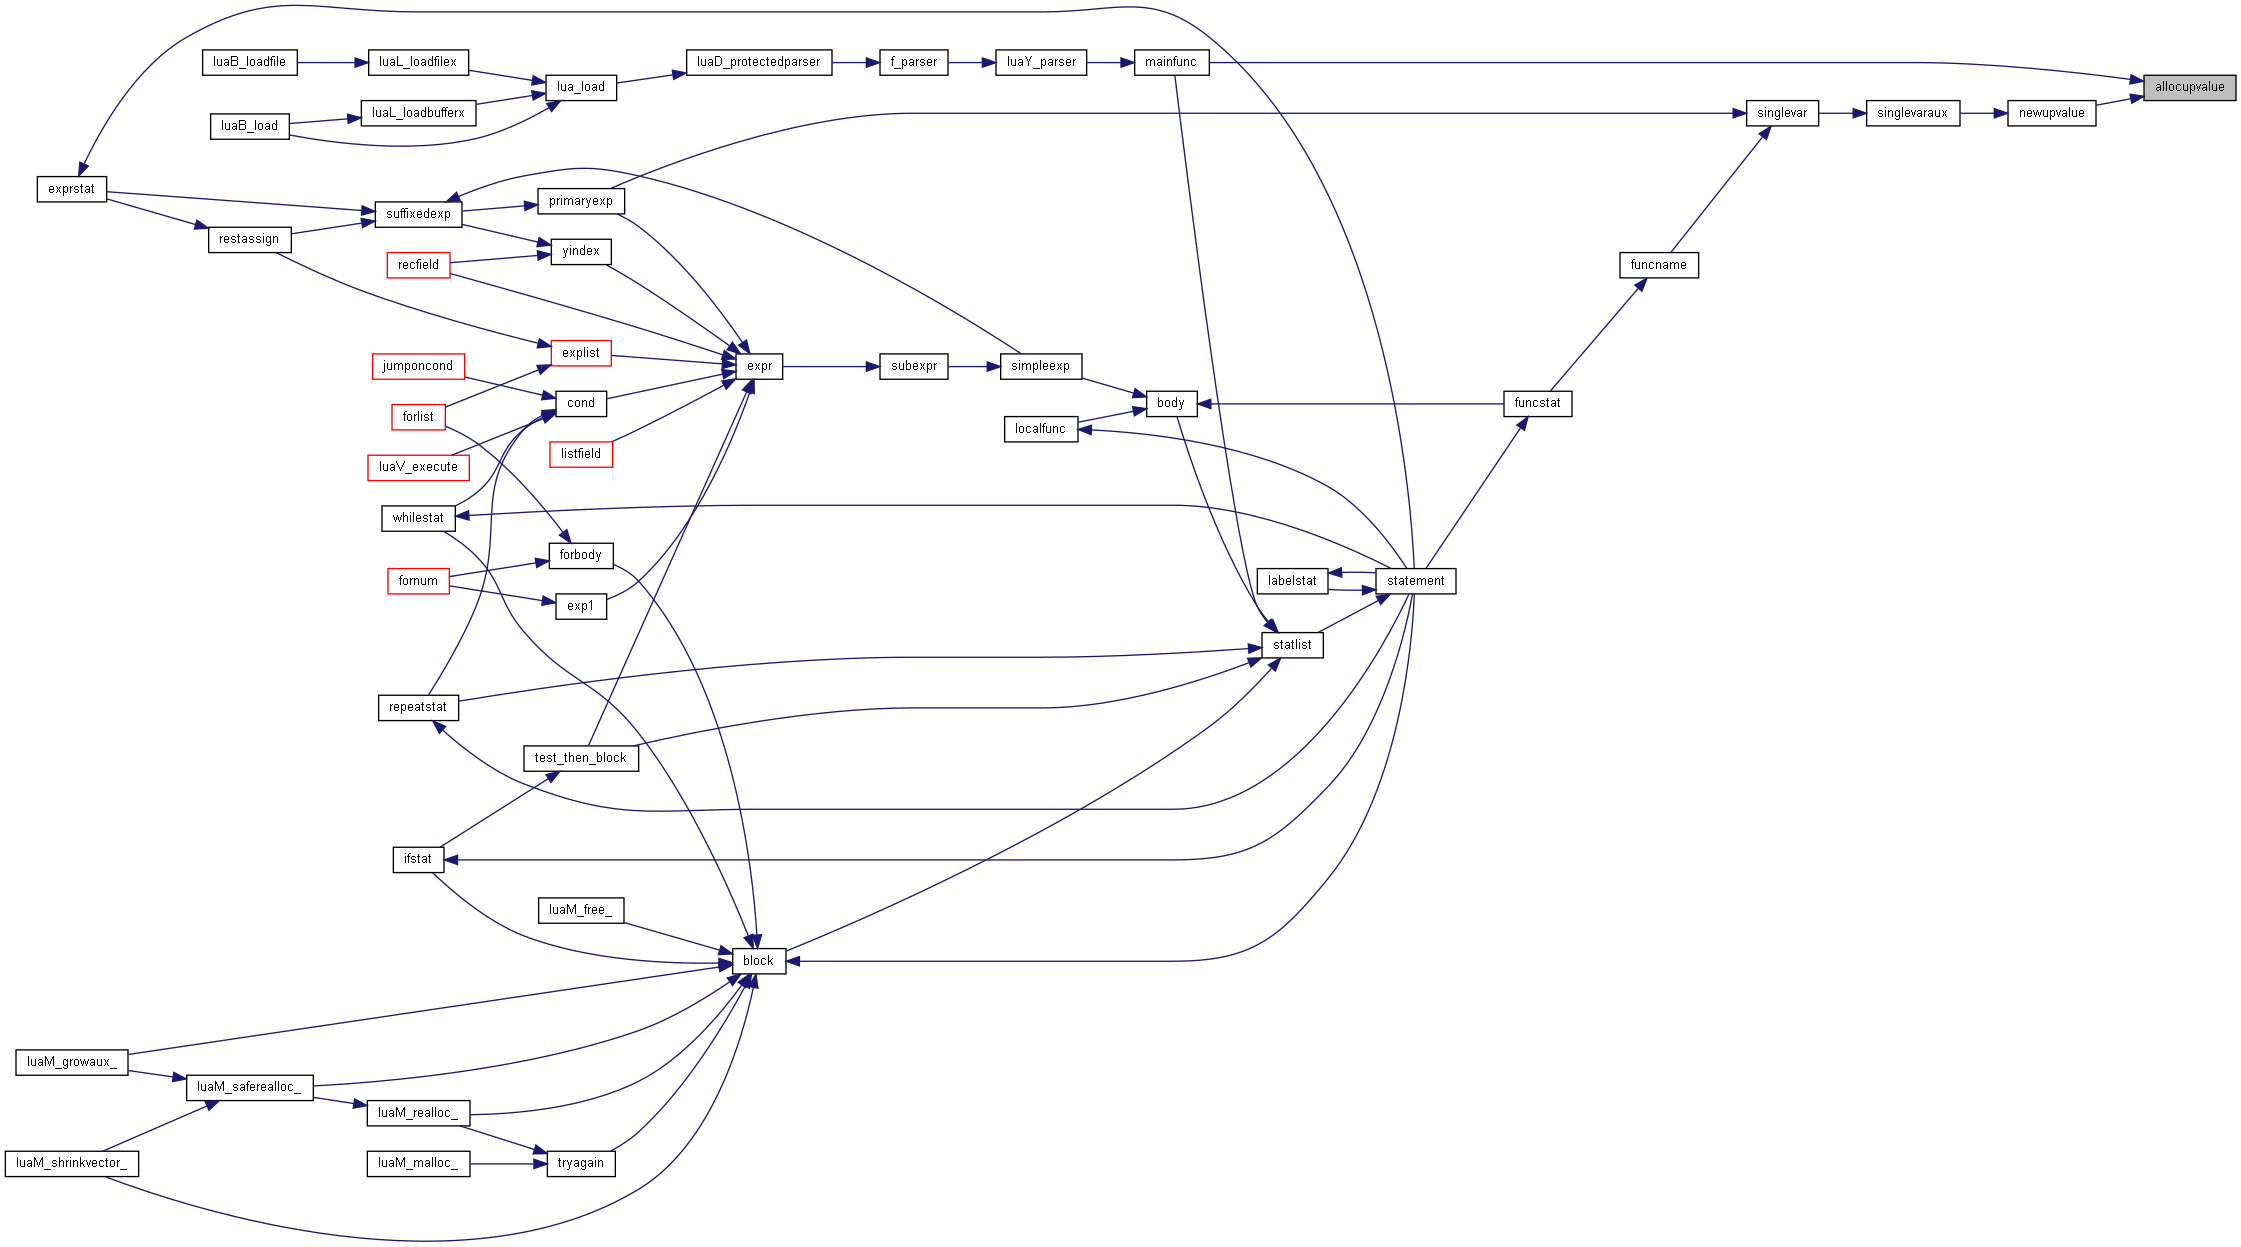 luaB_loadfile
luaL_loadfilex
luaD_protectedparser
f_parser
luaY_parser
mainfunc
lua_load
allocupvalue
luaL_loadbufferx
luaB_load
singlevar
singlevaraux
newupvalue
exprstat
primaryexp
suffixedexp
restassign
yindex
recfield
funcname
explist
jumponcond
expr
subexpr
simpleexp
cond
body
funcstat
forlist
localfunc
listfield
luaV_execute
whilestat
forbody
fornum
labelstat
statement
exp1
statlist
repeatstat
test_then_block
ifstat
luaM_free_
block
luaM_growaux_
luaM_saferealloc_
luaM_realloc_
luaM_shrinkvector_
luaM_malloc_
tryagain